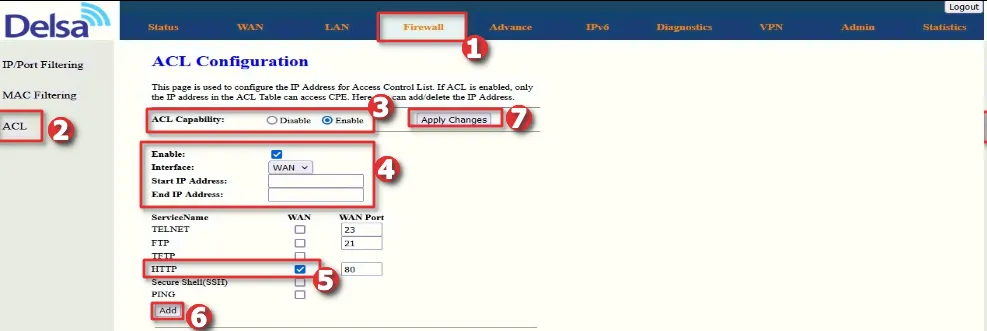 Logout
Delsa
Status WAN LAN Firewall Advance IPv6 Diagnostics VPN Admin Statistics
1
IP/Port Filtering
MAC Filtering
ACL
2
ACL Configuration
This page is used to configure the IP Address for Access Control List. If ACL is enabled, only
the IP address in the ACL Table can access CPE. Here can add/delete the IP Address.
3
ACL Capability: Disable Enable
Apply Changes
7
Enable:
Interface: WAN
4
Start IP Address:
End IP Address:
ServiceName WAN WAN Port
TELNET 23
FTP 21
TFTP
HTTP 80
5
Secure Shell(SSH)
PING
Add
6